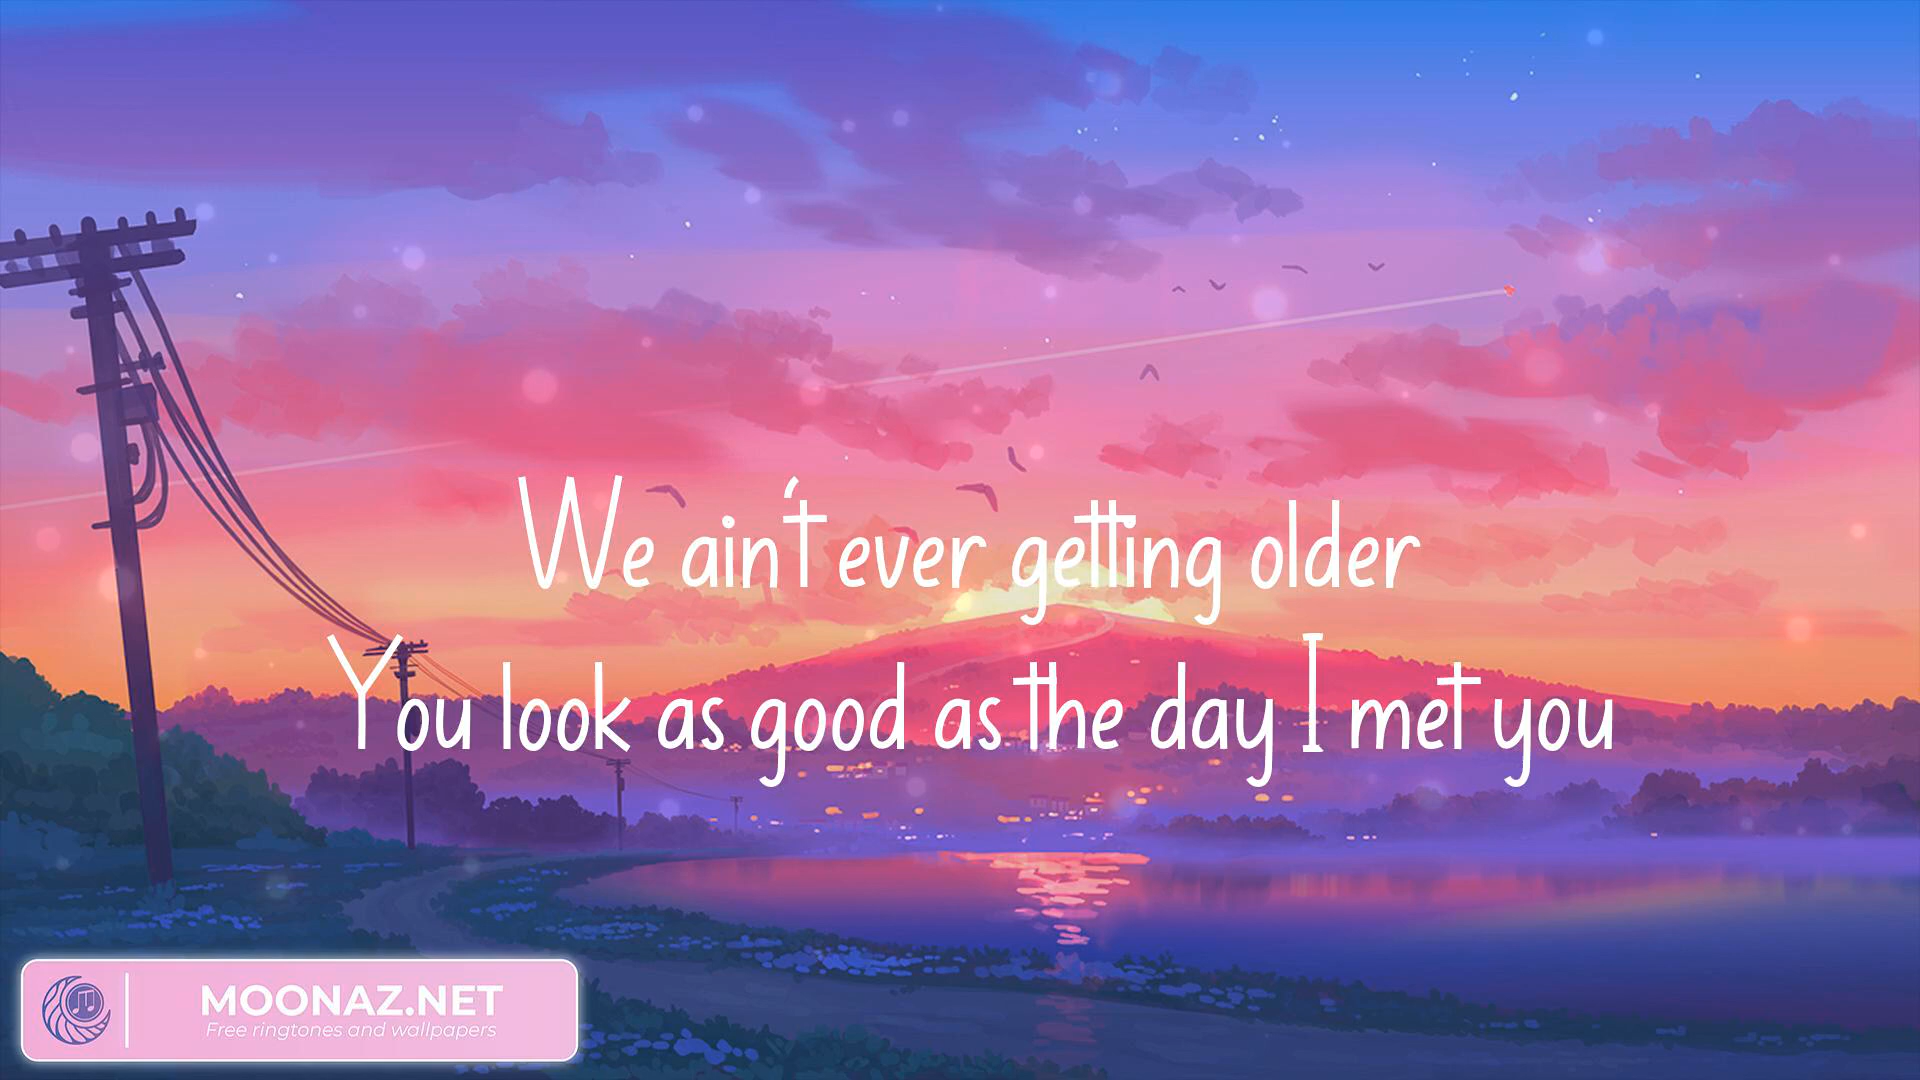 We ain't ever getting older
You look as good as the day I met you
MOONAZ.NET
Free ringtones and wallpapers